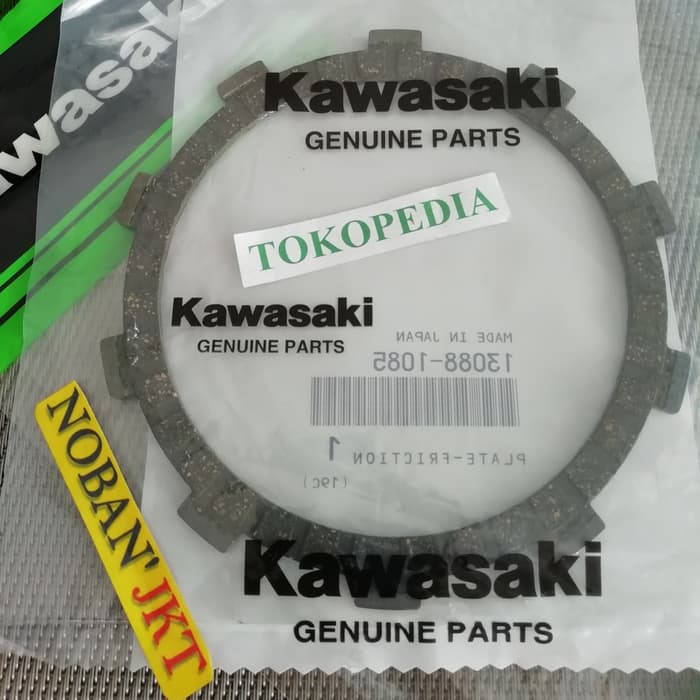 Kawasaki
Kawasaki
GENUINE PARTS
TOKOPEDIA
Kawasaki
GENUINE PARTS
MADE IN JAPAN
13088-1085
PLATE-FRICTION 1
(19C)
NOBAN' JKT
Kawasaki
GENUINE PARTS